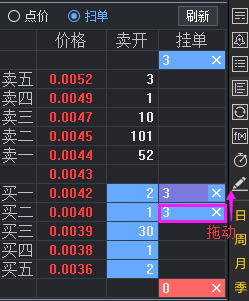 点价 扫单 刷新
价格 卖开 挂单
3 ×
卖五 0.0052 3
卖四 0.0049 1
卖三 0.0047 10
卖二 0.0045 101
卖一 0.0044 52
0.0043
买一 0.0042 2 3 ×
买二 0.0040 1 3 ×
买三 0.0039 30 拖动
买四 0.0038 1
买五 0.0036 2
0 ×
f(x)
日
周
月
季